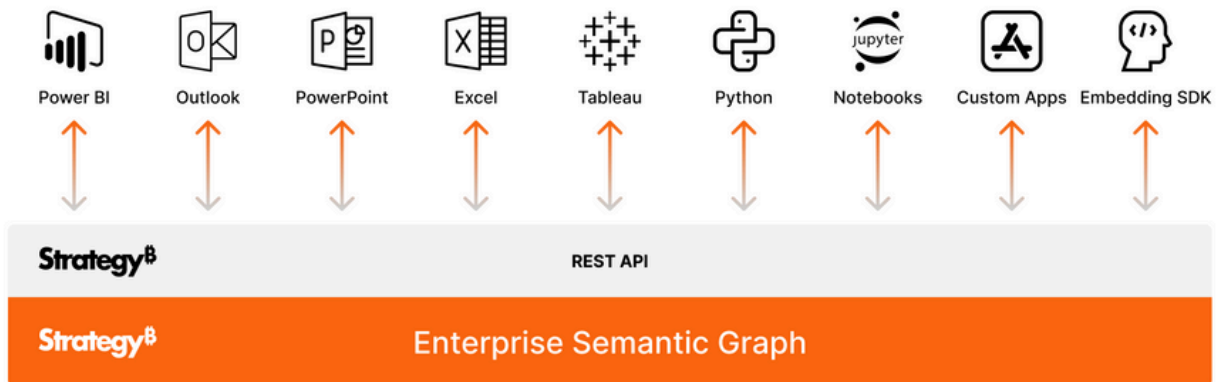 Power BI
Outlook
PowerPoint
Excel
Tableau
Python
jupyter
Notebooks
Custom Apps
Embedding SDK
Strategy₿
REST API
Strategy₿
Enterprise Semantic Graph